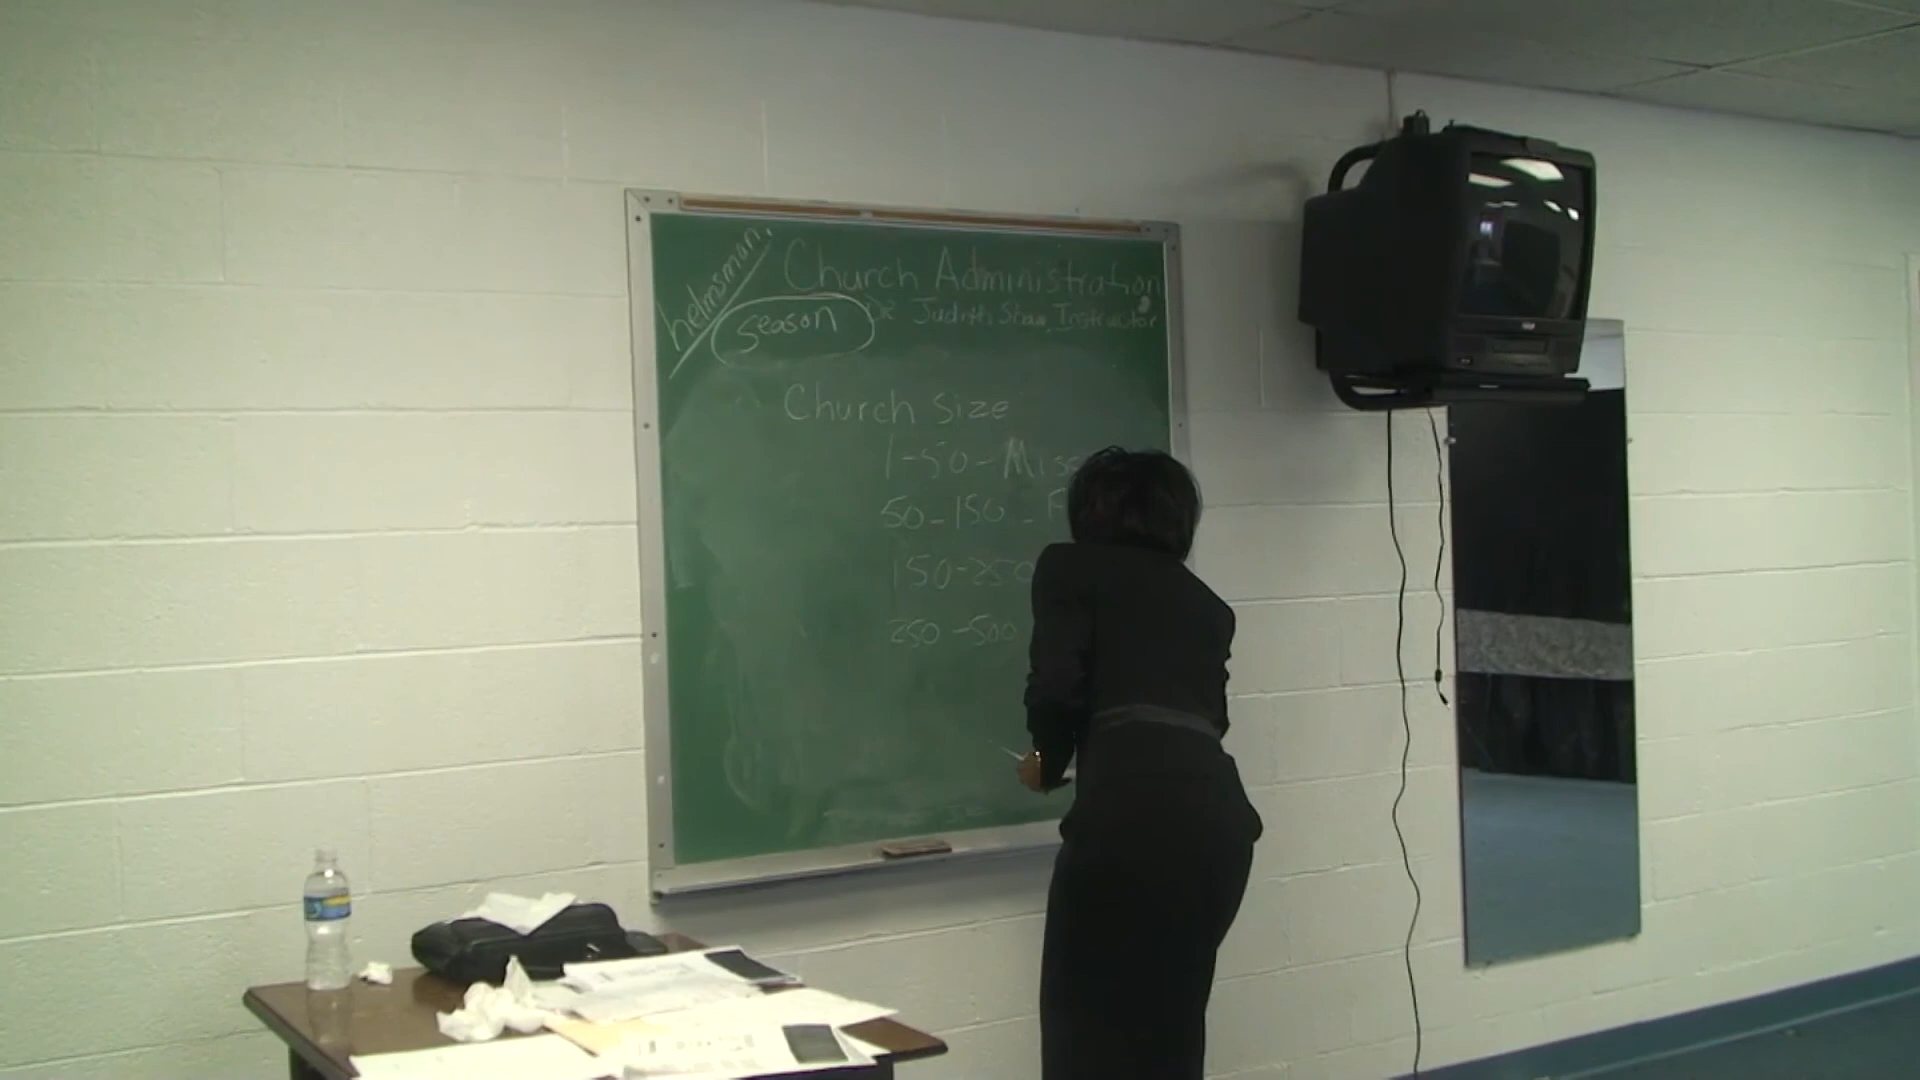 helmsman.
Church Administration
season
Dr Judith Shaw, Instructor
Church Size
1-50-Miss
50-150-F
150-250
250-500